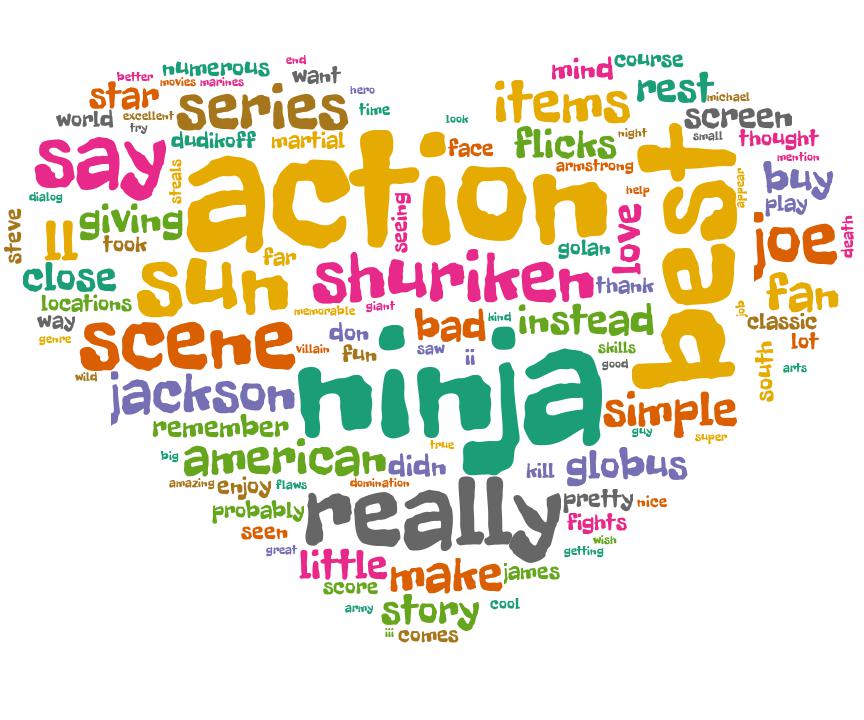 end
better
numerous
want
mind
course
movies
marines
star
series
hero
items
rest
michael
world
excellent
time
screen
try
dudikoff
martial
look
flicks
night
small
thought
say
steals
action
face
armstrong
best
mention
dialog
help
appear
buy
play
steve
ll
giving
took
seeing
love
golan
joe
death
close
sun
far
shuriken
thank
fan
locations
memorable
giant
job
way
scene
don
bad
kind
instead
classic
genre
villain
fun
saw
ii
skills
good
lot
south
wild
jackson
ninja
simple
arts
remember
guy
super
big
american
didn
true
kill
globus
amazing
enjoy
flaws
domination
really
pretty
nice
probably
seen
fights
great
wish
little
getting
score
make
james
army
story
cool
iii
comes